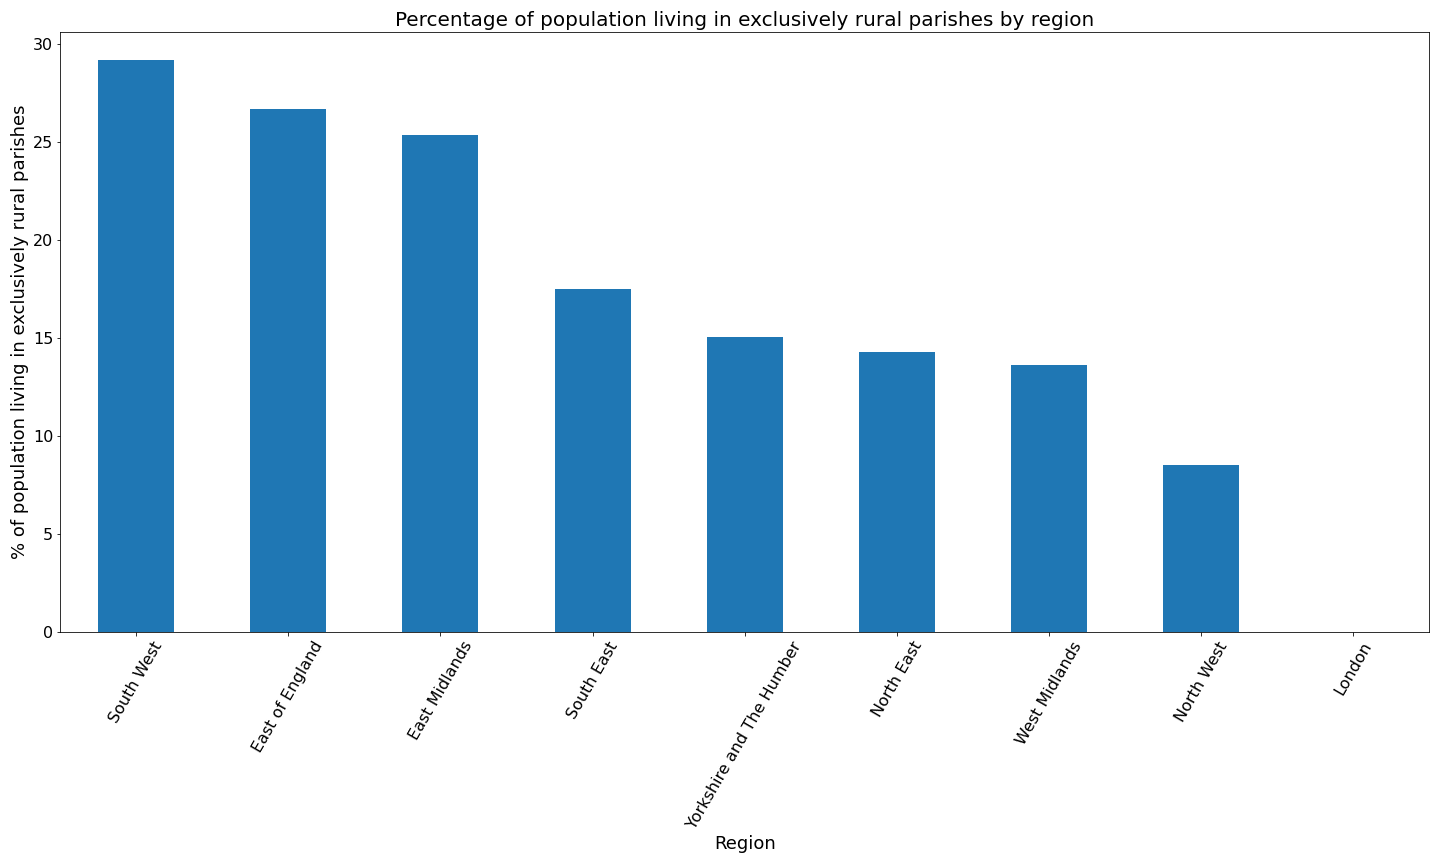 Percentage of population living in exclusively rural parishes by region
% of population living in exclusively rural parishes
30
25
20
15
10
5
0
South West
East of England
East Midlands
South East
Yorkshire and The Humber
North East
West Midlands
North West
London
Region